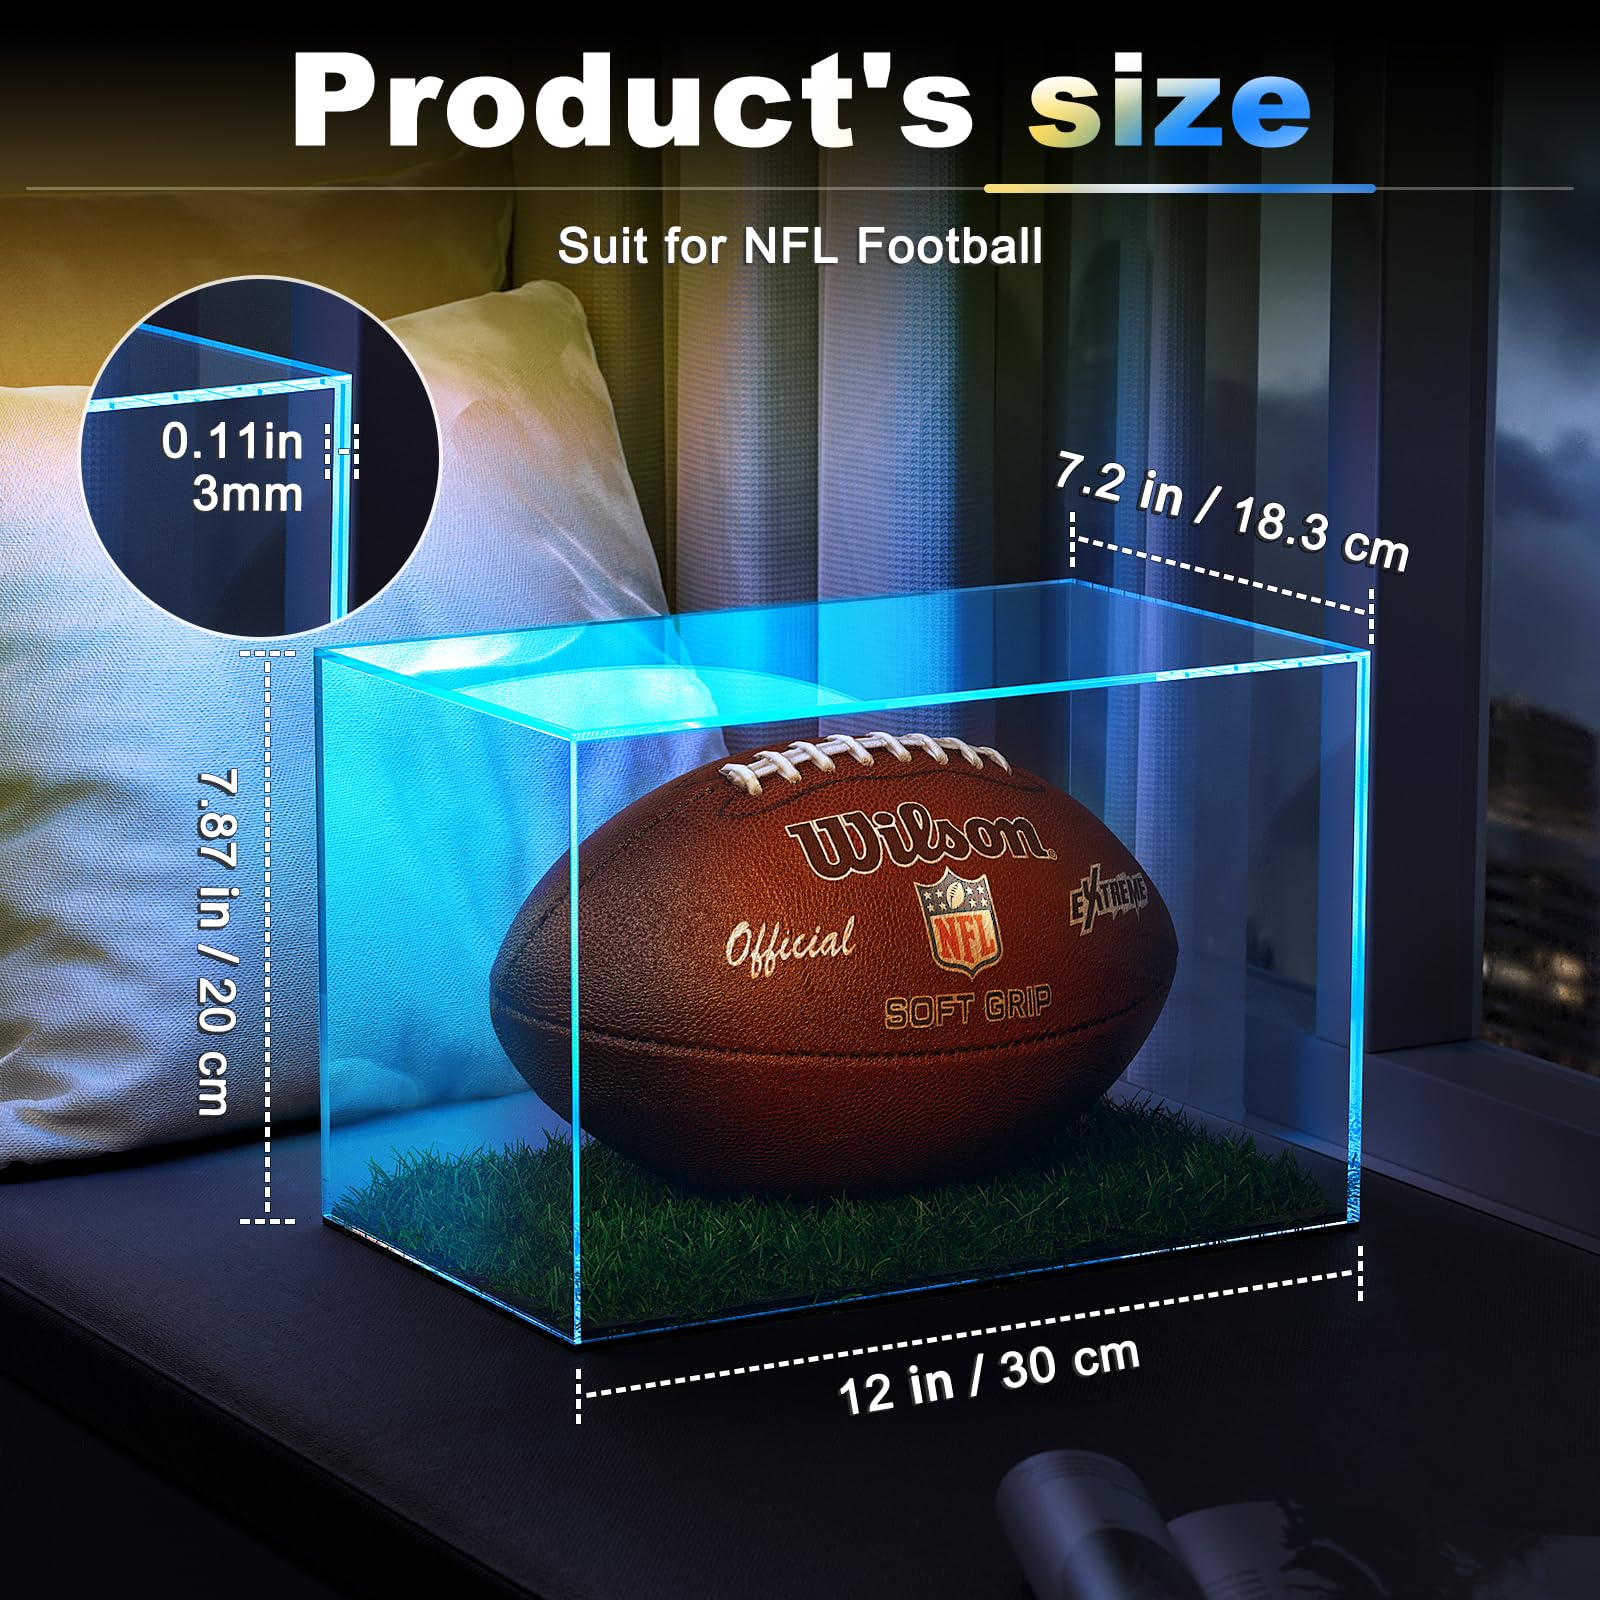 Product's size
Suit for NFL Football
0.11in
3mm
7.2 in / 18.3 cm
7.87 in / 20 cm
Wilson
EXTREME
Official
NFL
SOFT GRIP
12 in / 30 cm